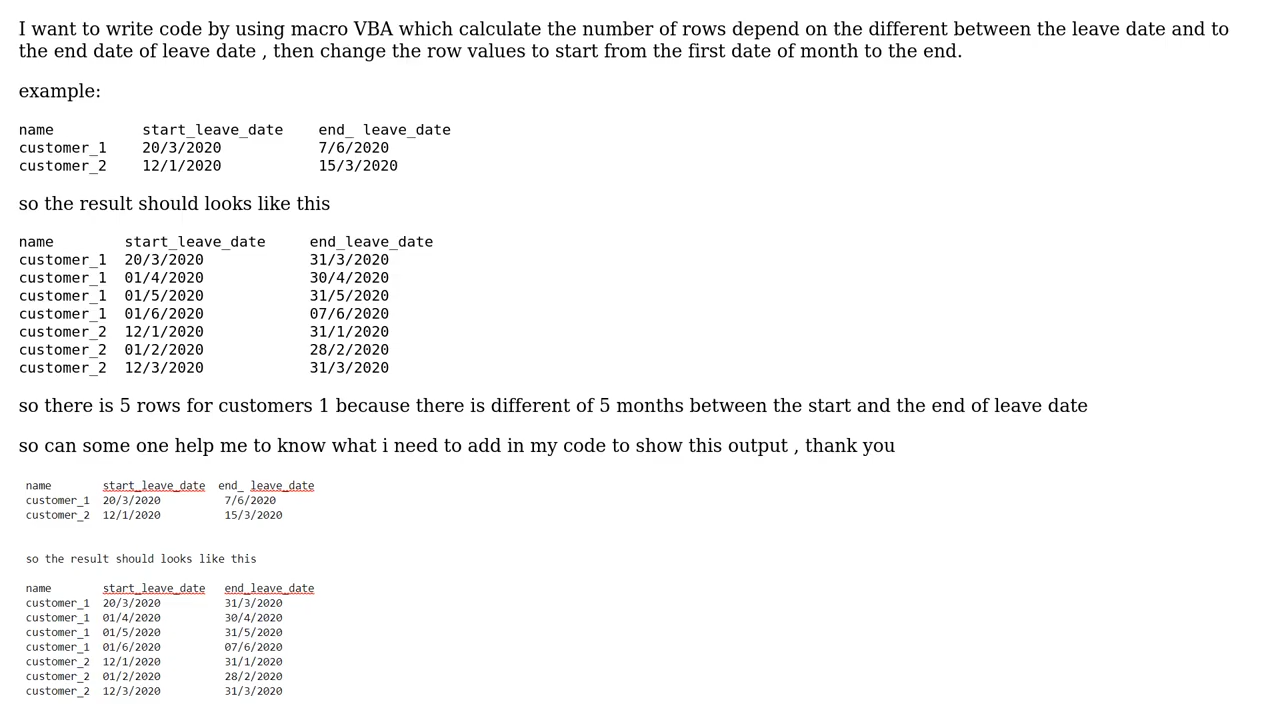 I want to write code by using macro VBA which calculate the number of rows depend on the different between the leave date and to
the end date of leave date , then change the row values to start from the first date of month to the end.
example:
name start_leave_date end_ leave_date
customer_1 20/3/2020 7/6/2020
customer_2 12/1/2020 15/3/2020
so the result should looks like this
name start_leave_date end_leave_date
customer_1 20/3/2020 31/3/2020
customer_1 01/4/2020 30/4/2020
customer_1 01/5/2020 31/5/2020
customer_1 01/6/2020 07/6/2020
customer_2 12/1/2020 31/1/2020
customer_2 01/2/2020 28/2/2020
customer_2 12/3/2020 31/3/2020
so there is 5 rows for customers 1 because there is different of 5 months between the start and the end of leave date
so can some one help me to know what i need to add in my code to show this output , thank you
name start_leave_date end_ leave_date
customer_1 20/3/2020 7/6/2020
customer_2 12/1/2020 15/3/2020
so the result should looks like this
name start_leave_date end_leave_date
customer_1 20/3/2020 31/3/2020
customer_1 01/4/2020 30/4/2020
customer_1 01/5/2020 31/5/2020
customer_1 01/6/2020 07/6/2020
customer_2 12/1/2020 31/1/2020
customer_2 01/2/2020 28/2/2020
customer_2 12/3/2020 31/3/2020